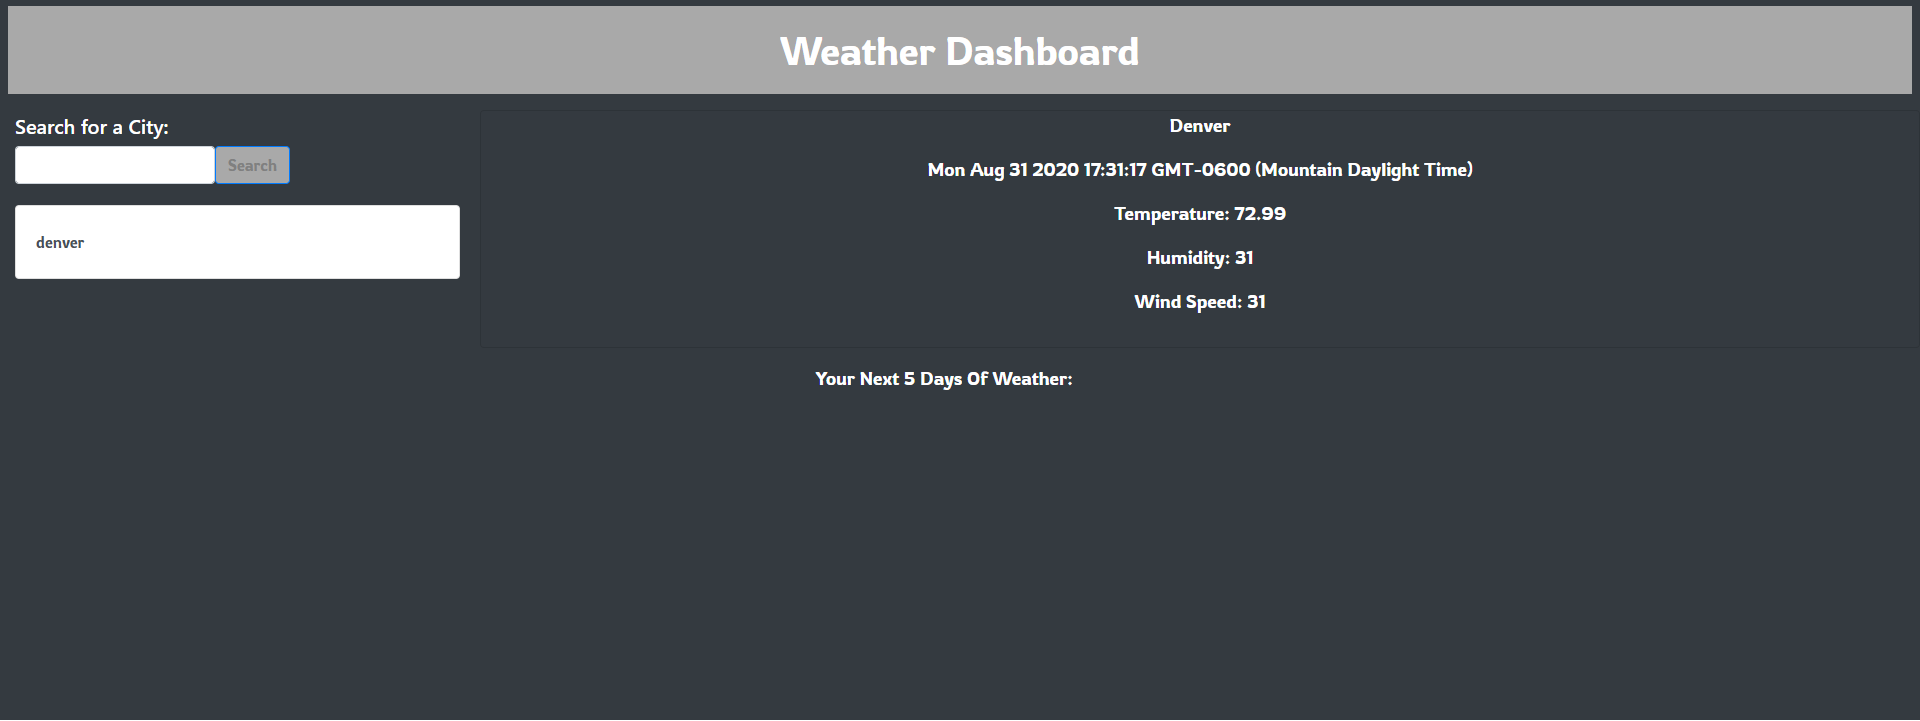 Weather Dashboard
Search for a City:
Search
denver
Denver
Mon Aug 31 2020 17:31:17 GMT-0600 (Mountain Daylight Time)
Temperature: 72.99
Humidity: 31
Wind Speed: 31
Your Next 5 Days Of Weather: